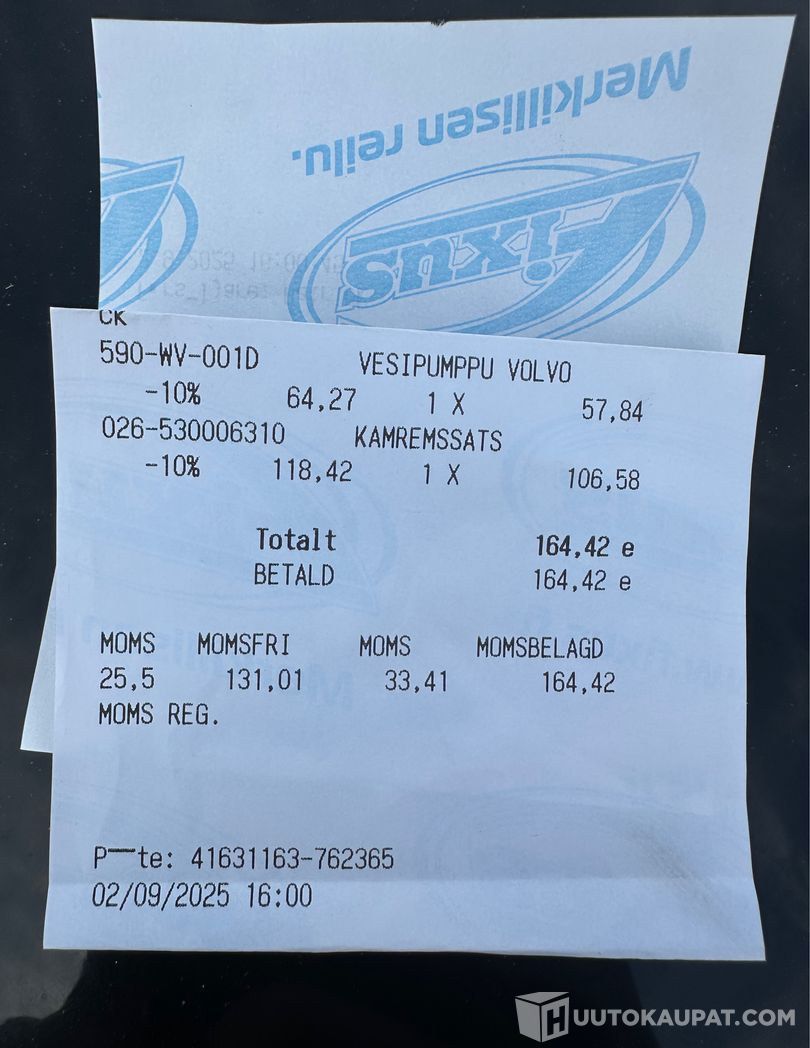 Merkillisen reilu.
Fixus
CK
590-WV-001D VESIPUMPPU VOLVO
-10% 64,27 1 X 57,84
026-530006310 KAMREMSSATS
-10% 118,42 1 X 106,58
Totalt 164,42 e
BETALD 164,42 e
MOMS MOMSFRI MOMS MOMSBELAGD
25,5 131,01 33,41 164,42
MOMS REG.
P——te: 41631163-762365
02/09/2025 16:00
HUUTOKAUPAT.COM